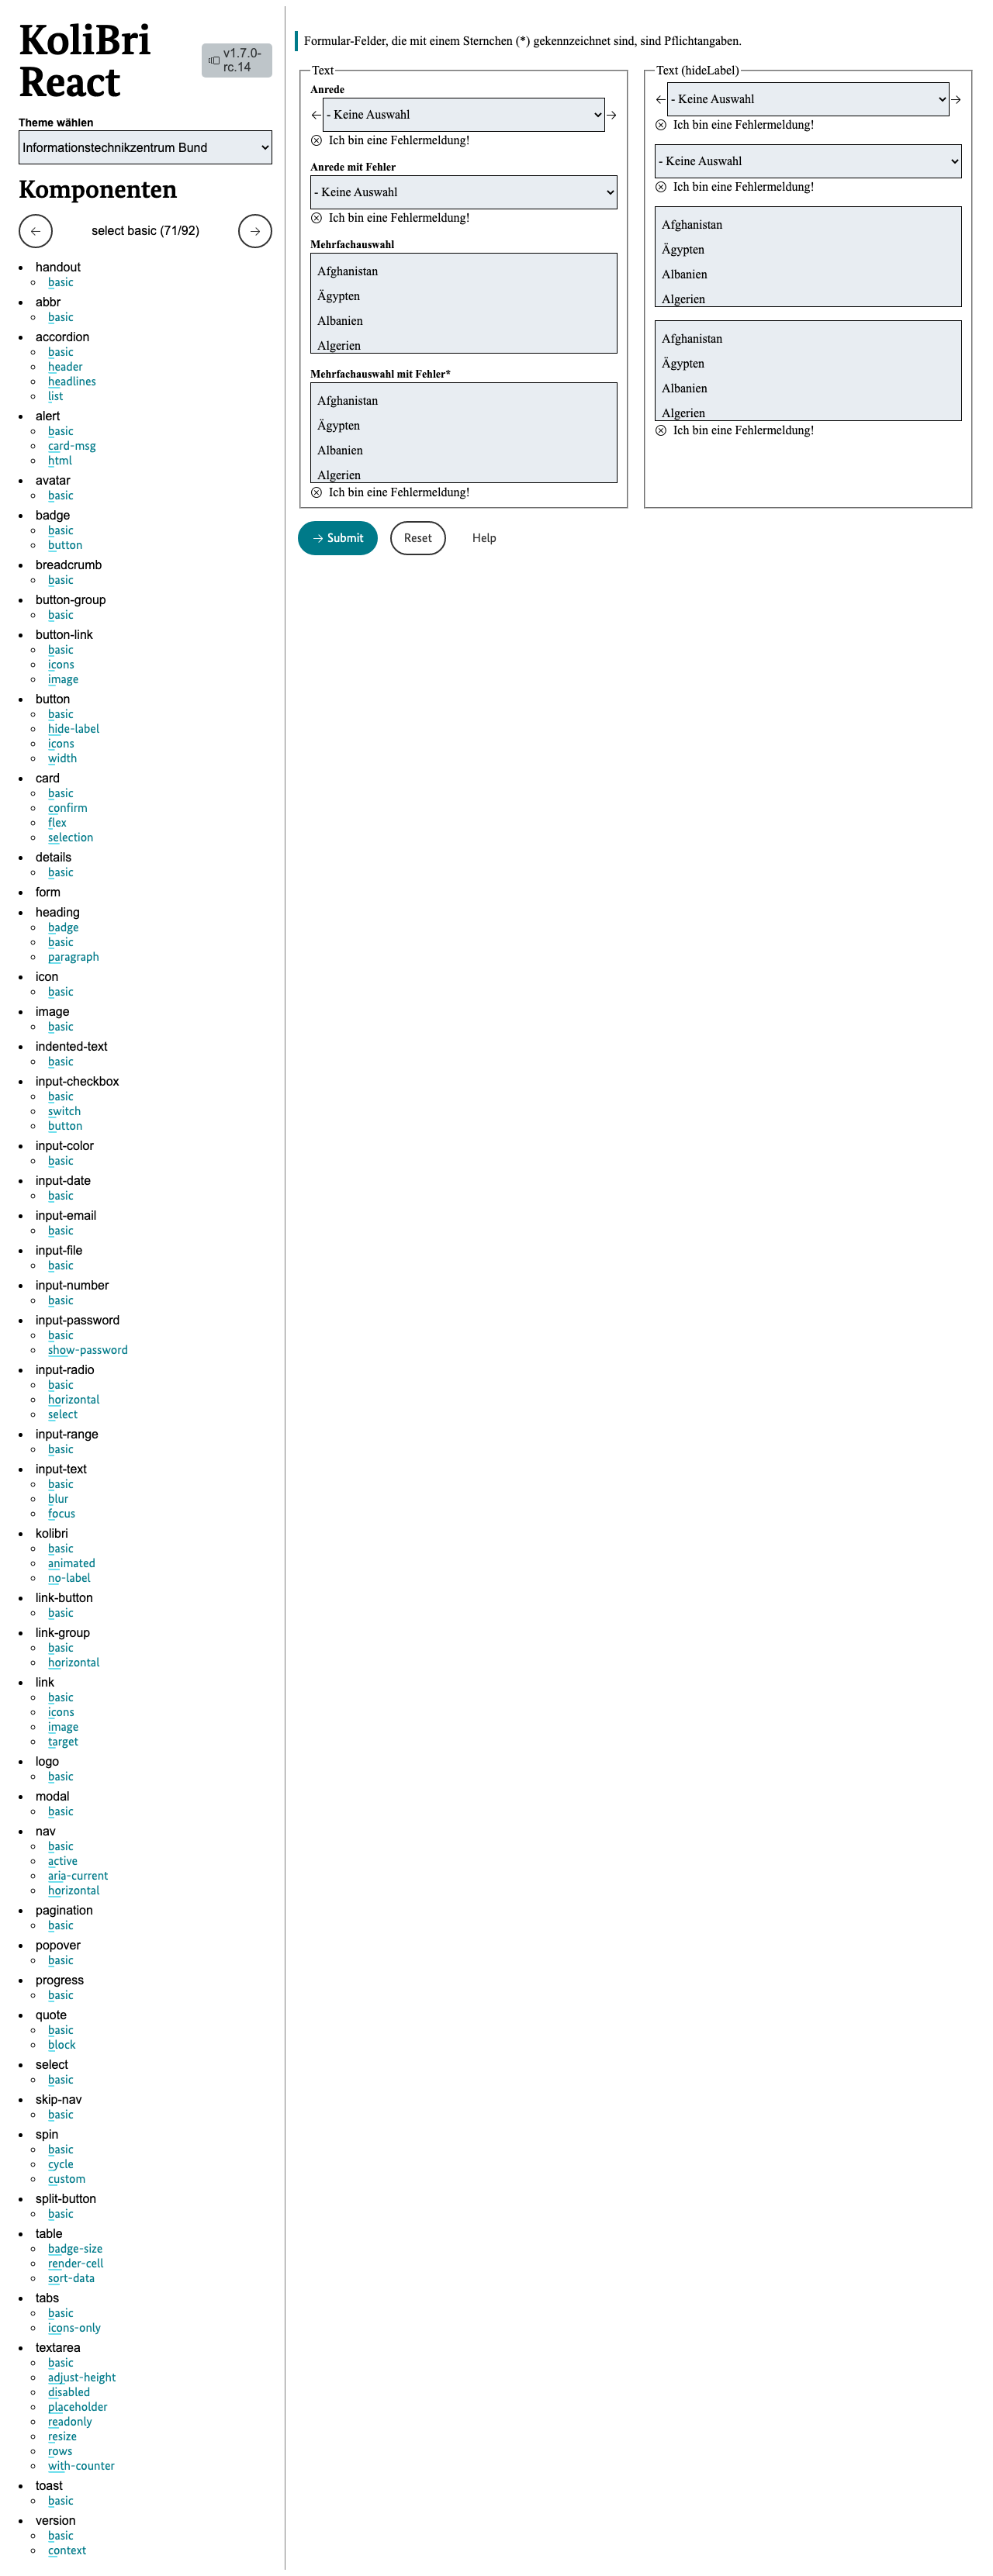 KoliBri
React
v1.7.0-
rc.14
Theme wählen
Informationstechnikzentrum Bund
Komponenten
select basic (71/92)
handout
basic
abbr
basic
accordion
basic
header
headlines
list
alert
basic
card-msg
html
avatar
basic
badge
basic
button
breadcrumb
basic
button-group
basic
button-link
basic
icons
image
button
basic
hide-label
icons
width
card
basic
confirm
flex
selection
details
basic
form
heading
badge
basic
paragraph
icon
basic
image
basic
indented-text
basic
input-checkbox
basic
switch
button
input-color
basic
input-date
basic
input-email
basic
input-file
basic
input-number
basic
input-password
basic
show-password
input-radio
basic
horizontal
select
input-range
basic
input-text
basic
blur
focus
kolibri
basic
animated
no-label
link-button
basic
link-group
basic
horizontal
link
basic
icons
image
target
logo
basic
modal
basic
nav
basic
active
aria-current
horizontal
pagination
basic
popover
basic
progress
basic
quote
basic
block
select
basic
skip-nav
basic
spin
basic
cycle
custom
split-button
basic
table
badge-size
render-cell
sort-data
tabs
basic
icons-only
textarea
basic
adjust-height
disabled
placeholder
readonly
resize
rows
with-counter
toast
basic
version
basic
context
Formular-Felder, die mit einem Sternchen (*) gekennzeichnet sind, sind Pflichtangaben.
Text
Anrede
- Keine Auswahl
Ich bin eine Fehlermeldung!
Anrede mit Fehler
- Keine Auswahl
Ich bin eine Fehlermeldung!
Mehrfachauswahl
Afghanistan
Ägypten
Albanien
Algerien
Mehrfachauswahl mit Fehler*
Afghanistan
Ägypten
Albanien
Algerien
Ich bin eine Fehlermeldung!
Text (hideLabel)
- Keine Auswahl
Ich bin eine Fehlermeldung!
- Keine Auswahl
Ich bin eine Fehlermeldung!
Afghanistan
Ägypten
Albanien
Algerien
Afghanistan
Ägypten
Albanien
Algerien
Ich bin eine Fehlermeldung!
Submit Reset Help